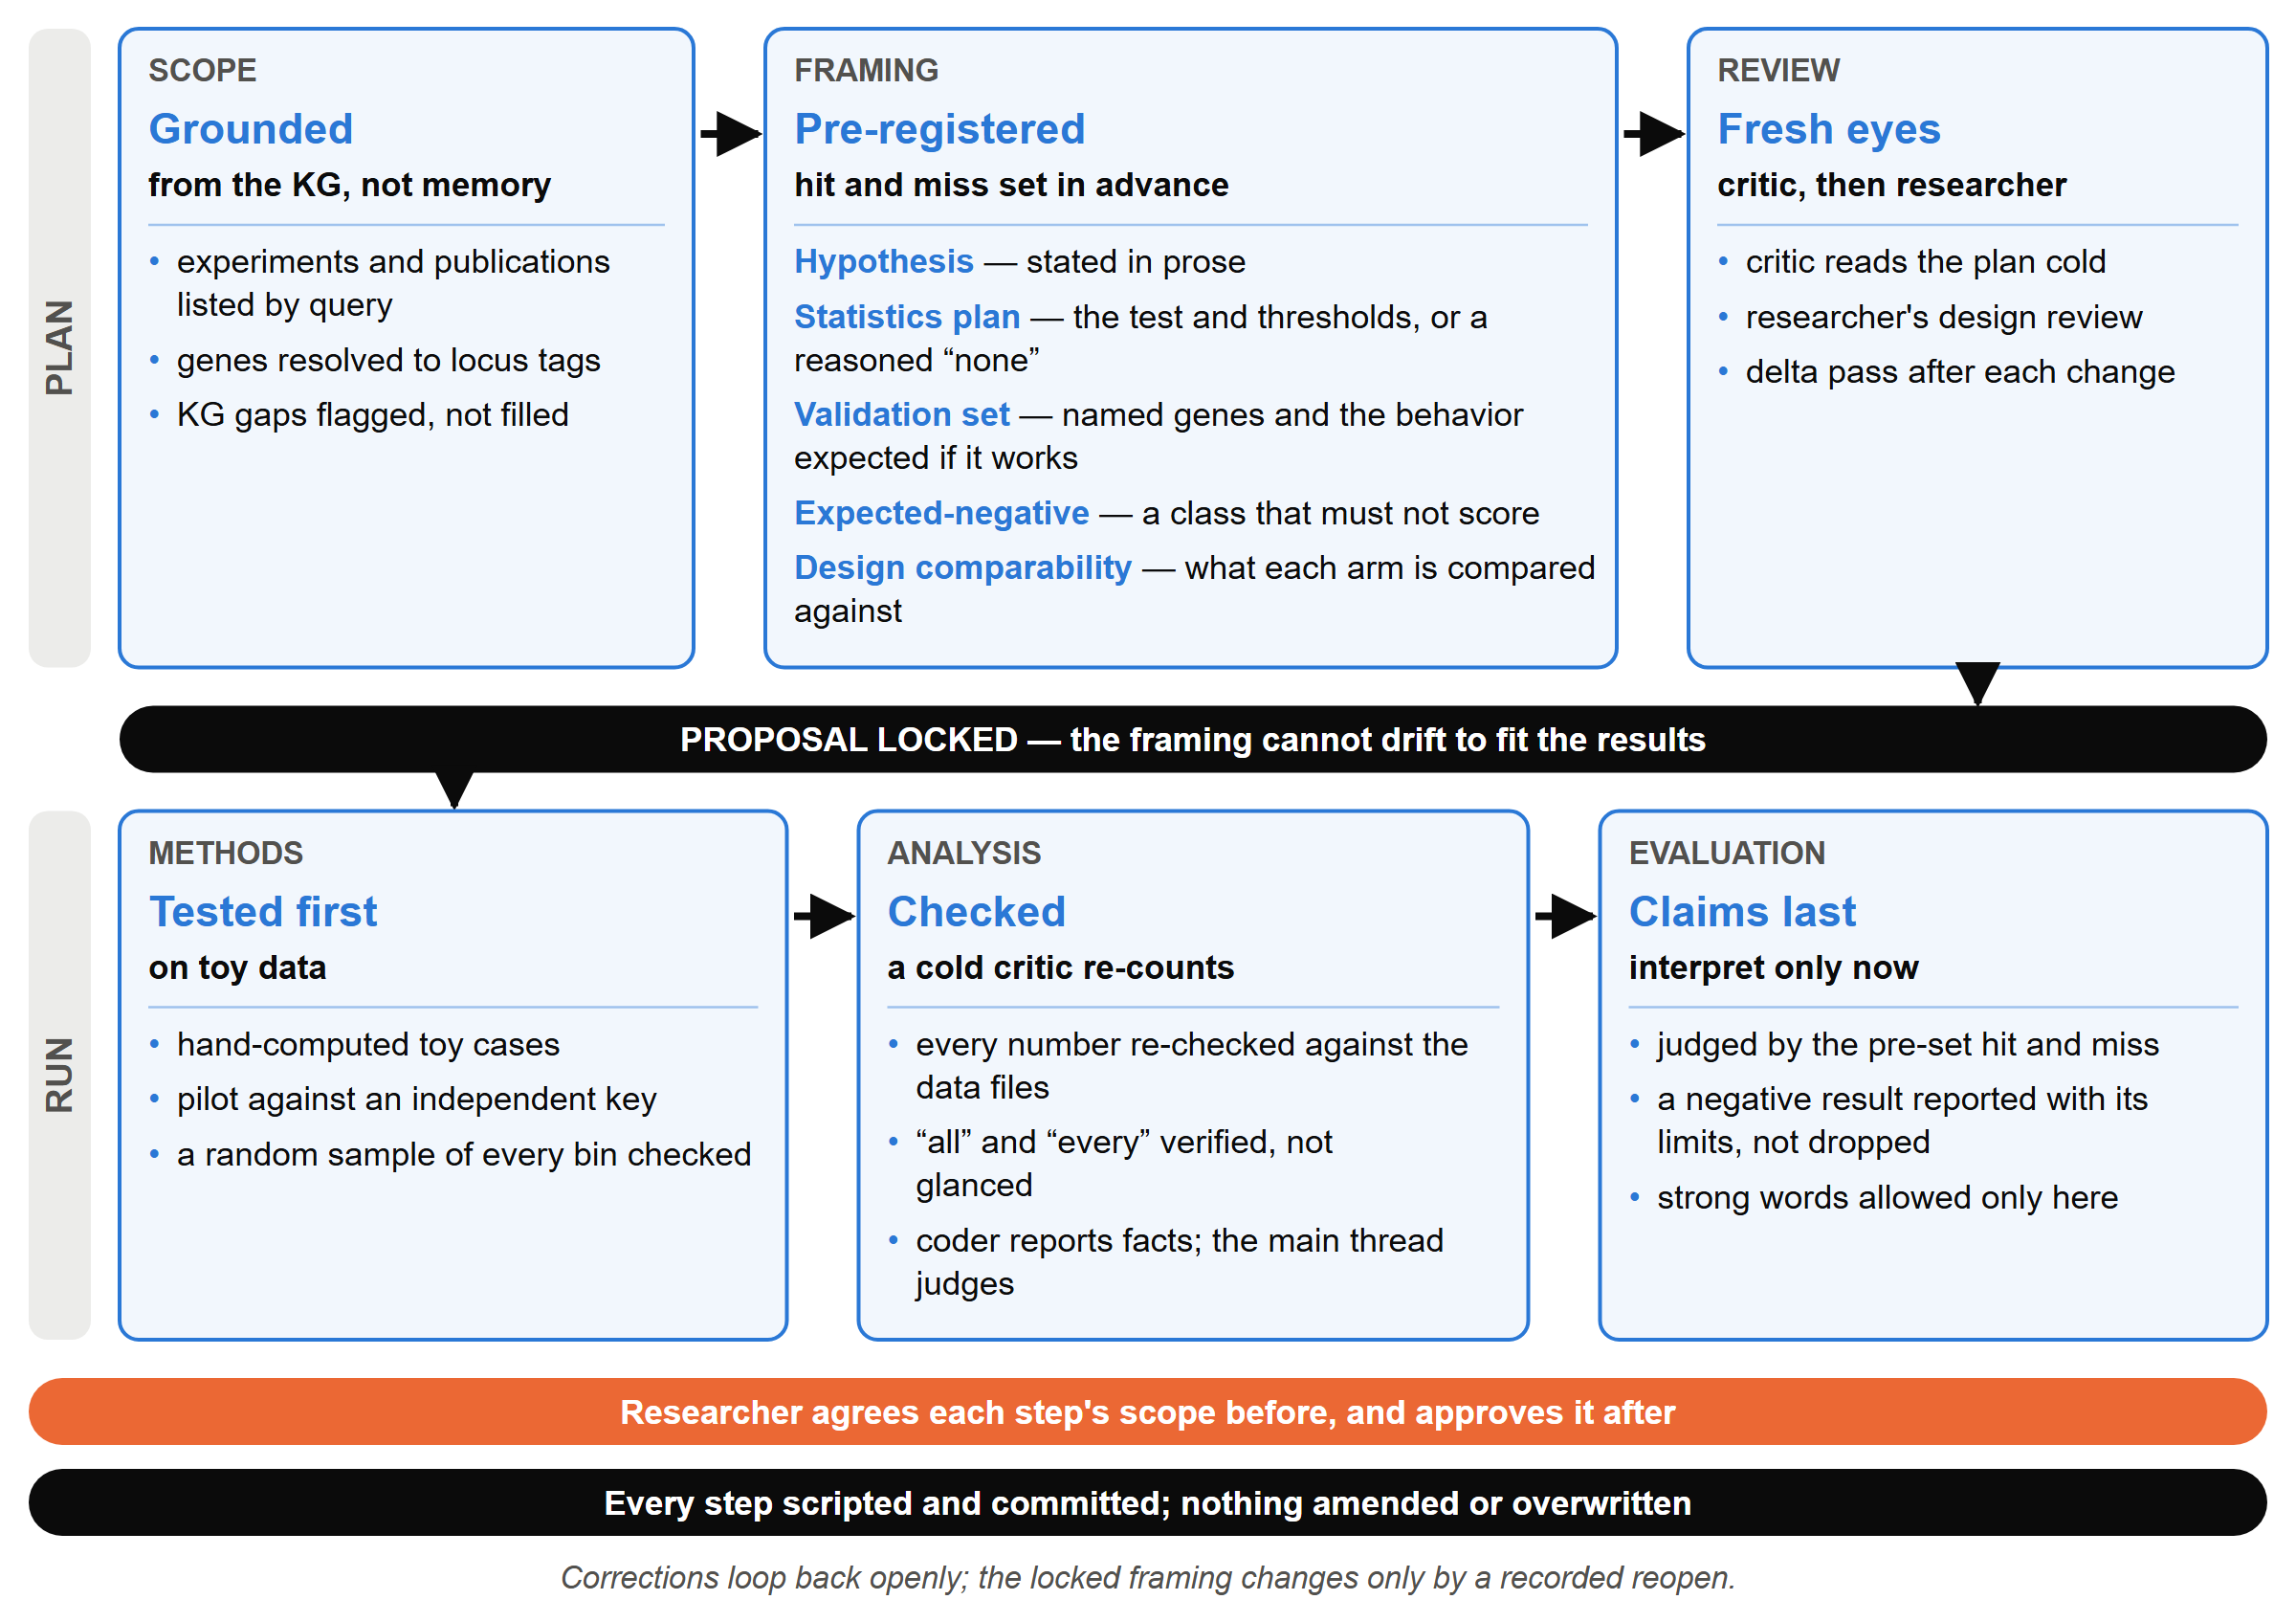 PLAN
SCOPE
Grounded
from the KG, not memory
• experiments and publications
listed by query
• genes resolved to locus tags
• KG gaps flagged, not filled
FRAMING
Pre-registered
hit and miss set in advance
Hypothesis — stated in prose
Statistics plan — the test and thresholds, or a
reasoned “none”
Validation set — named genes and the behavior
expected if it works
Expected-negative — a class that must not score
Design comparability — what each arm is compared
against
REVIEW
Fresh eyes
critic, then researcher
• critic reads the plan cold
• researcher's design review
• delta pass after each change
PROPOSAL LOCKED — the framing cannot drift to fit the results
RUN
METHODS
Tested first
on toy data
• hand-computed toy cases
• pilot against an independent key
• a random sample of every bin checked
ANALYSIS
Checked
a cold critic re-counts
• every number re-checked against the
data files
• “all” and “every” verified, not
glanced
• coder reports facts; the main thread
judges
EVALUATION
Claims last
interpret only now
• judged by the pre-set hit and miss
• a negative result reported with its
limits, not dropped
• strong words allowed only here
Researcher agrees each step's scope before, and approves it after
Every step scripted and committed; nothing amended or overwritten
Corrections loop back openly; the locked framing changes only by a recorded reopen.